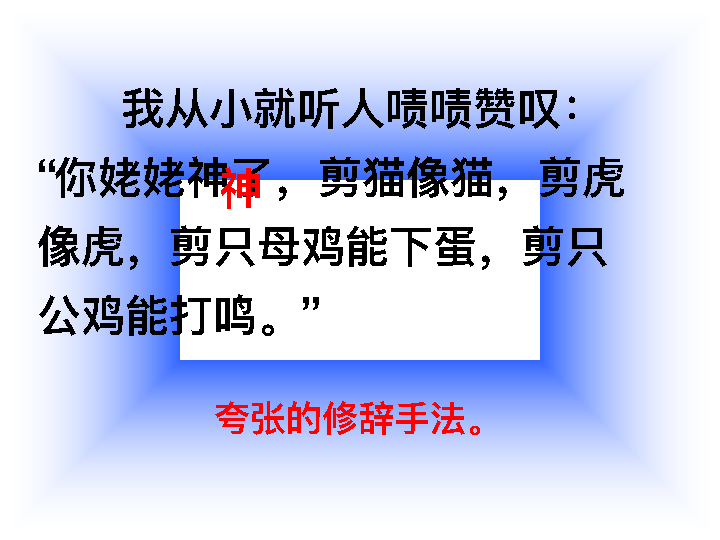 我从小就听人啧啧赞叹：
“你姥姥神了，剪猫像猫，剪虎
神
像虎，剪只母鸡能下蛋，剪只
公鸡能打鸣。”
夸张的修辞手法。